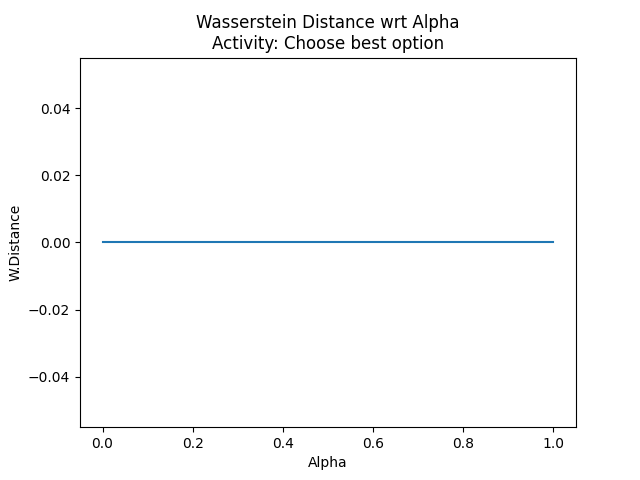 Wasserstein Distance wrt Alpha
Activity: Choose best option
W.Distance
0.04
0.02
0.00
−0.02
−0.04
0.0 0.2 0.4 0.6 0.8 1.0
Alpha